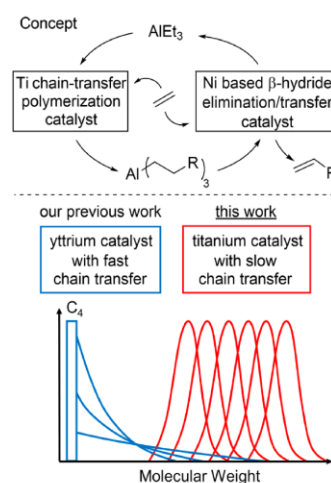 Concept
AlEt3
Ti chain-transfer
polymerization
catalyst
Ni based β-hydride
elimination/transfer
catalyst
Al
R
3
R
our previous work
this work
yttrium catalyst
with fast
chain transfer
titanium catalyst
with slow
chain transfer
C4
Molecular Weight